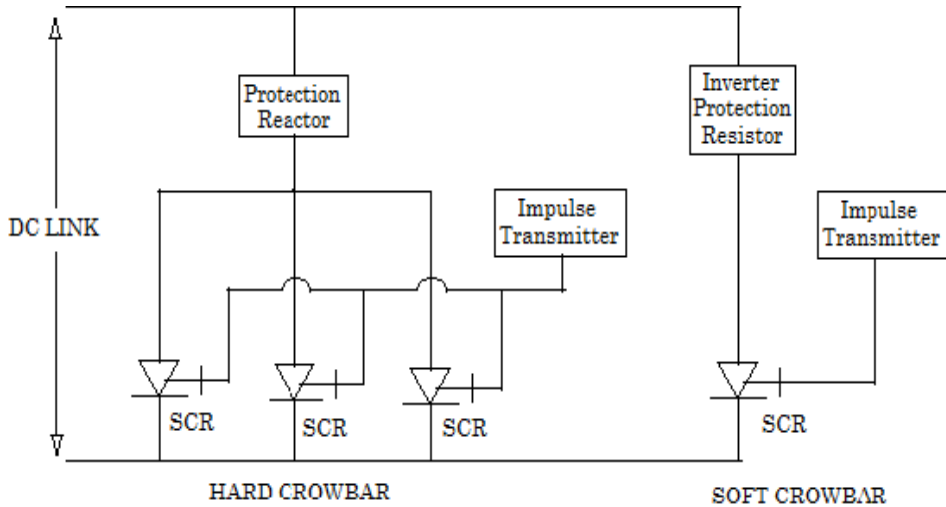 Protection
Reactor
Inverter
Protection
Resistor
DC LINK
Impulse
Transmitter
Impulse
Transmitter
SCR
SCR
SCR
SCR
HARD CROWBAR
SOFT CROWBAR